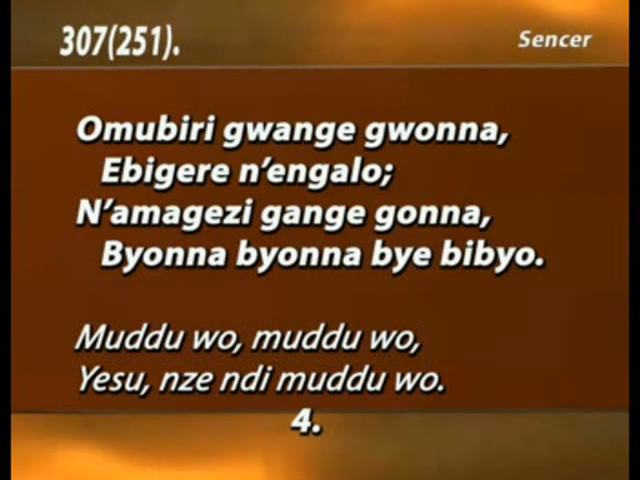 307(251).
Sencer
Omubiri gwange gwonna,
Ebigere n’engalo;
N’amagezi gange gonna,
Byonna byonna bye bibyo.
Muddu wo, muddu wo,
Yesu, nze ndi muddu wo.
4.